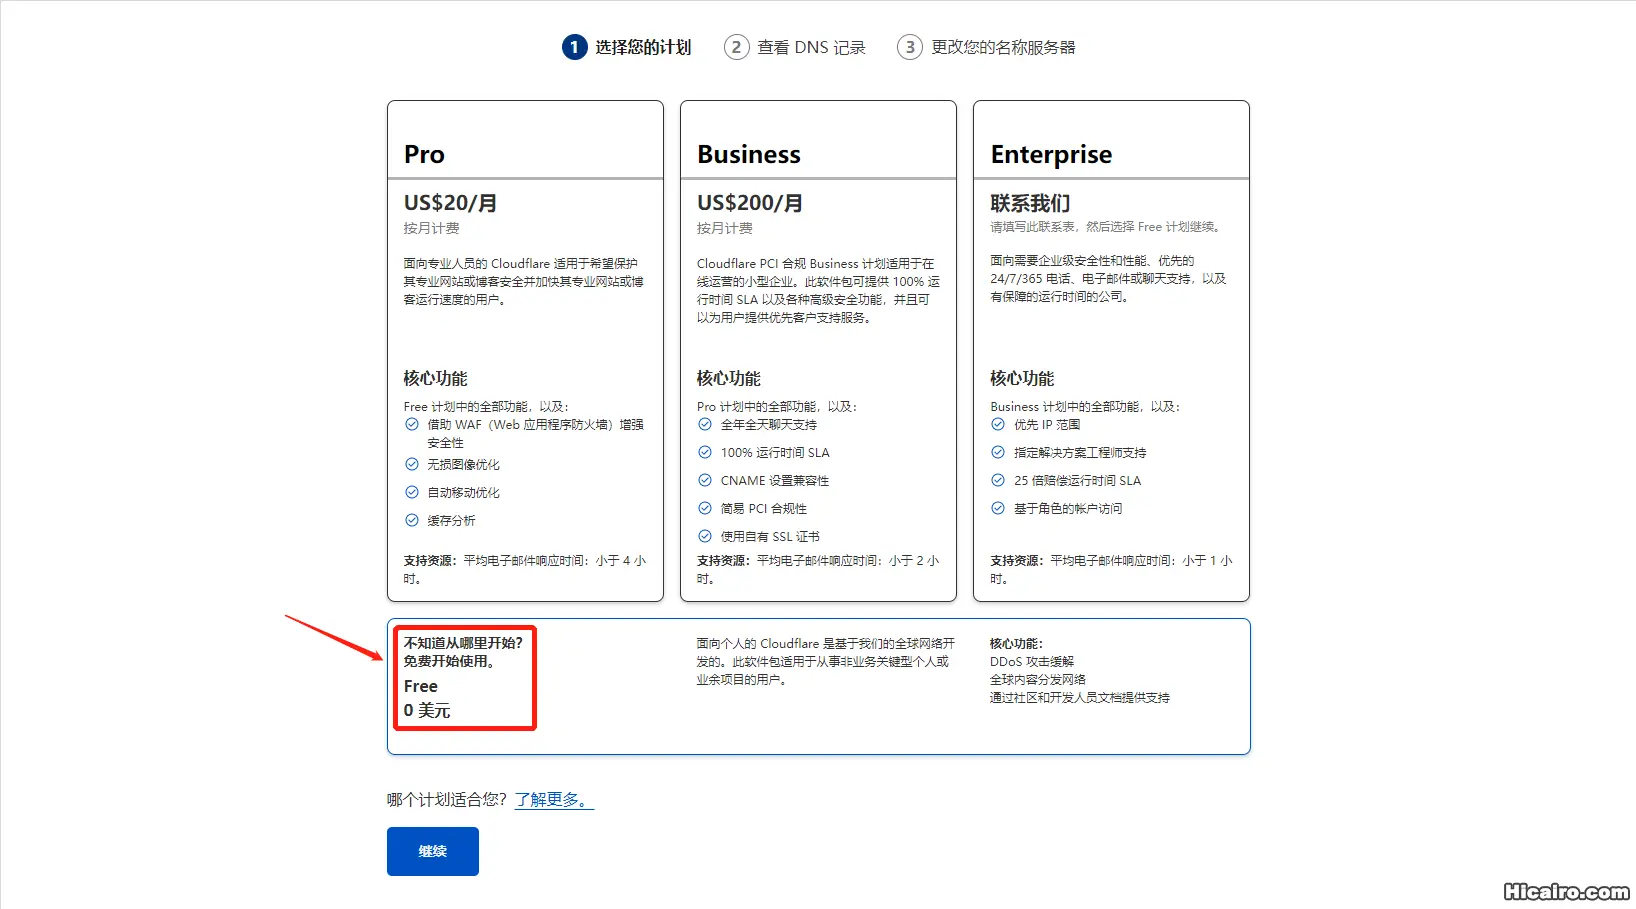 1 选择您的计划 2 查看 DNS 记录 3 更改您的名称服务器
Pro
US$20/月
按月计费
面向专业人员的 Cloudflare 适用于希望保护
其专业网站或博客安全并加快其专业网站或博
客运行速度的用户。
核心功能
Free 计划中的全部功能，以及：
借助 WAF（Web 应用程序防火墙）增强
安全性
无损图像优化
自动移动优化
缓存分析
支持资源：平均电子邮件响应时间：小于 4 小
时。
Business
US$200/月
按月计费
Cloudflare PCI 合规 Business 计划适用于在
线运营的小型企业。此软件包可提供 100% 运
行时间 SLA 以及各种高级安全功能，并且可
以为用户提供优先客户支持服务。
核心功能
Pro 计划中的全部功能，以及：
全年全天聊天支持
100% 运行时间 SLA
CNAME 设置兼容性
简易 PCI 合规性
使用自有 SSL 证书
支持资源：平均电子邮件响应时间：小于 2 小
时。
Enterprise
联系我们
请填写此联系表，然后选择 Free 计划继续。
面向需要企业级安全性和性能、优先的
24/7/365 电话、电子邮件或聊天支持，以及
有保障的运行时间的公司。
核心功能
Business 计划中的全部功能，以及：
优先 IP 范围
指定解决方案工程师支持
25 倍赔偿运行时间 SLA
基于角色的帐户访问
支持资源：平均电子邮件响应时间：小于 1 小
时。
不知道从哪里开始？
免费开始使用。
Free
0 美元
面向个人的 Cloudflare 是基于我们的全球网络开
发的。此软件包适用于从事非业务关键型个人或
业余项目的用户。
核心功能：
DDoS 攻击缓解
全球内容分发网络
通过社区和开发人员文档提供支持
哪个计划适合您？了解更多。
继续
Hicairo.com